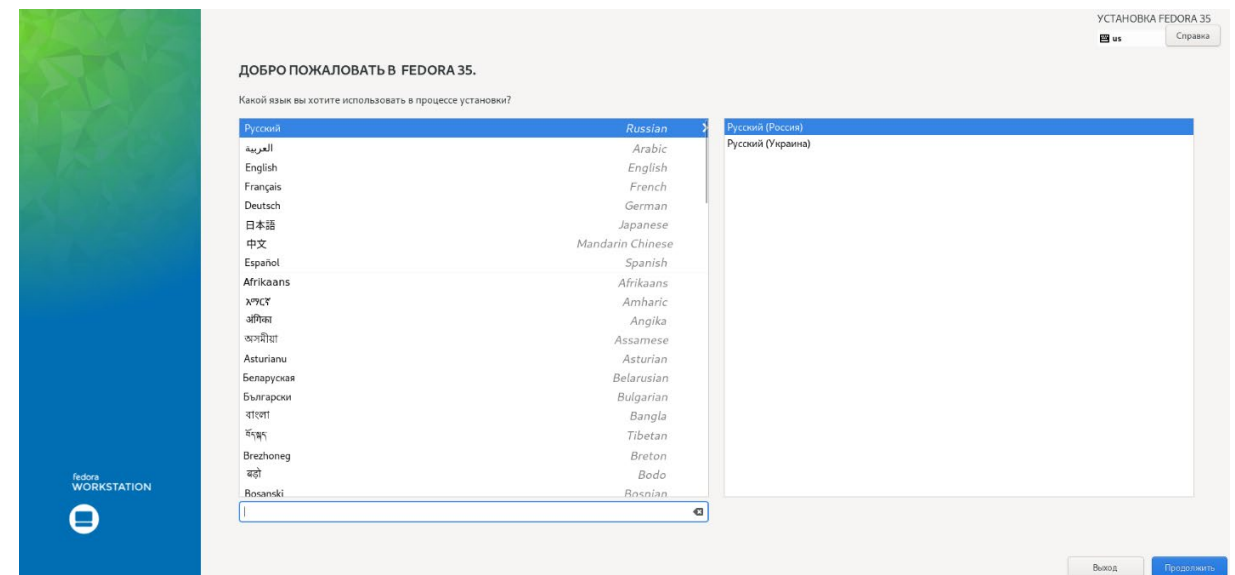 УСТАНОВКА FEDORA 35
us
Справка
ДОБРО ПОЖАЛОВАТЬ В FEDORA 35.
Какой язык вы хотите использовать в процессе установки?
Русский Russian
العربية Arabic
English English
Français French
Deutsch German
日本語 Japanese
中文 Mandarin Chinese
Español Spanish
Afrikaans Afrikaans
አማርኛ Amharic
अंगिका Angika
অসমীয়া Assamese
Asturianu Asturian
Беларуская Belarusian
Български Bulgarian
বাংলা Bangla
བོད་སྐད་ Tibetan
Brezhoneg Breton
बड़ो Bodo
Bosanski Bosnian
Русский (Россия)
Русский (Украина)
fedora
WORKSTATION
Выход
Продолжить